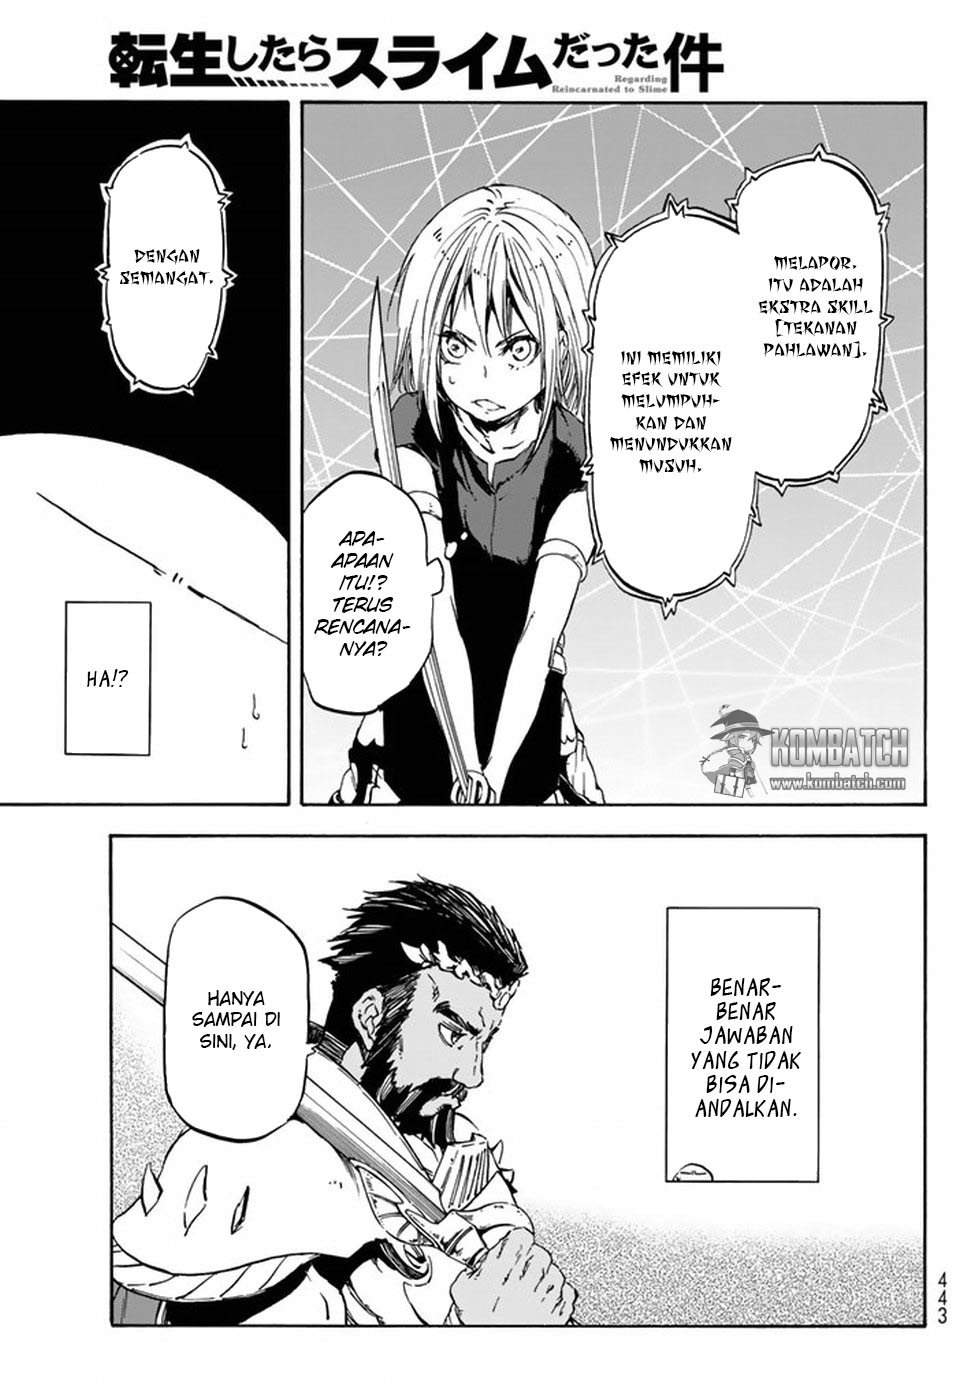 転生したらスライムだった件
Regarding
Reincarnated to Slime
MELAPOR.
ITU ADALAH
EKSTRA SKILL
[TEKANAN
PAHLAWAN].
INI MEMILIKI
EFEK UNTUK
MELUMPUH-
KAN DAN
MENUNDUKKAN
MUSUH.
APA-
APAAN
ITU!?
TERUS
RENCANA-
NYA?
KOMBATCH
www.kombatch.com
DENGAN
SEMANGAT.
HA!?
BENAR-
BENAR
JAWABAN
YANG TIDAK
BISA DI-
ANDALKAN.
HANYA
SAMPAI DI
SINI, YA.
443